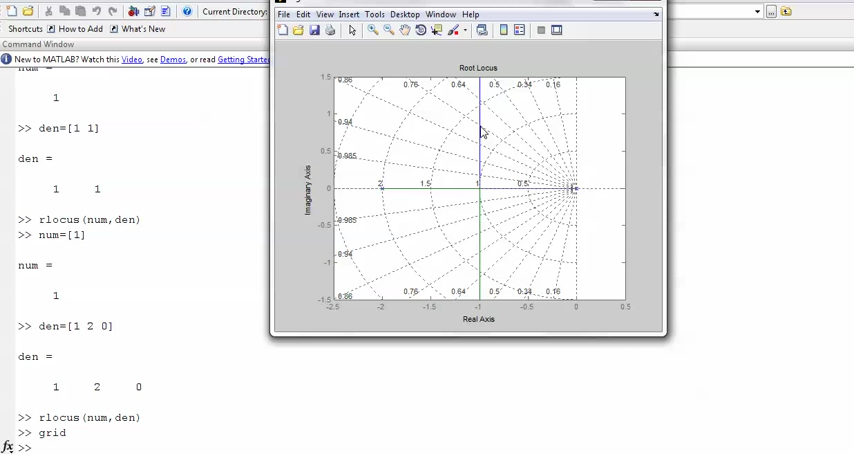 Current Directory:
Shortcuts How to Add What's New
Command Window
New to MATLAB? Watch this Video, see Demos, or read Getting Starte
num =
1
>> den=[1 1]
den =
1 1
>> rlocus(num,den)
>> num=[1]
num =
1
>> den=[1 2 0]
den =
1 2 0
>> rlocus(num,den)
>> grid
fx >>
File Edit View Insert Tools Desktop Window Help
Root Locus
1.5
0.86 0.76 0.64 0.5 0.34 0.16
1
0.94
0.5
0.985
0 2 1.5 1 0.5
-0.5
0.985
-1
0.94
-1.5
0.86 0.76 0.64 0.5 0.34 0.16
-2.5 -2 -1.5 -1 -0.5 0 0.5
Real Axis
Imaginary Axis